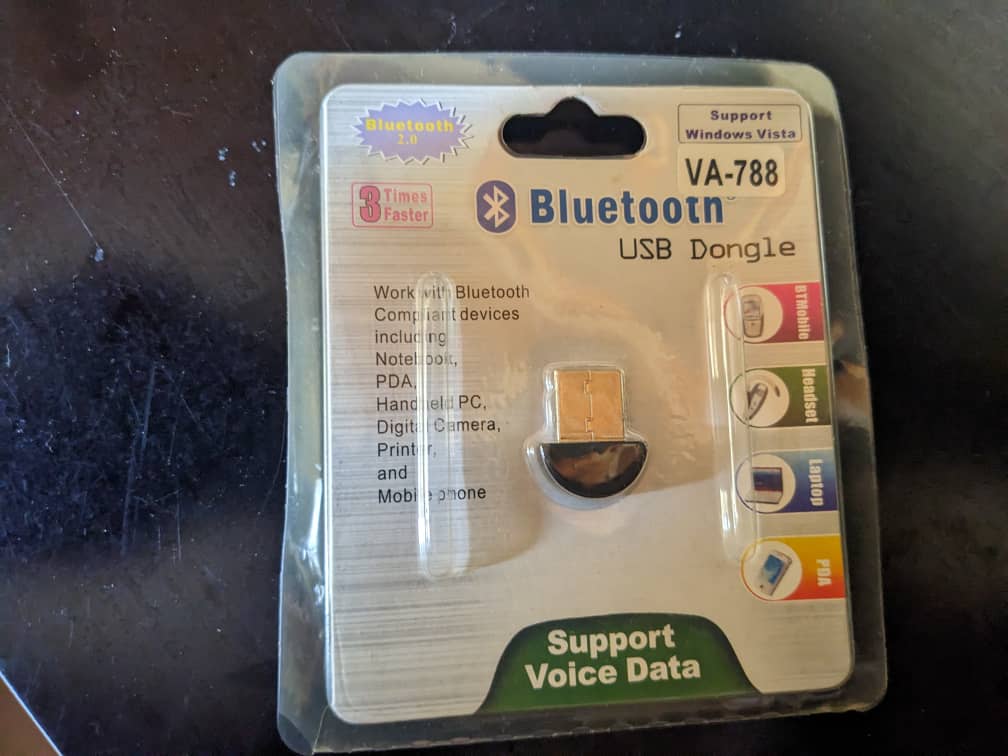 Bluetooth
2.0
Support
Windows Vista
VA-788
3 Times
Faster
Bluetootn
USB Dongle
Work with Bluetooth
Compliant devices
including
Notebook,
PDA,
Handheld PC,
Digital Camera,
Printer,
and
Mobile phone
BTMobile
Headset
Laptop
PDA
Support
Voice Data